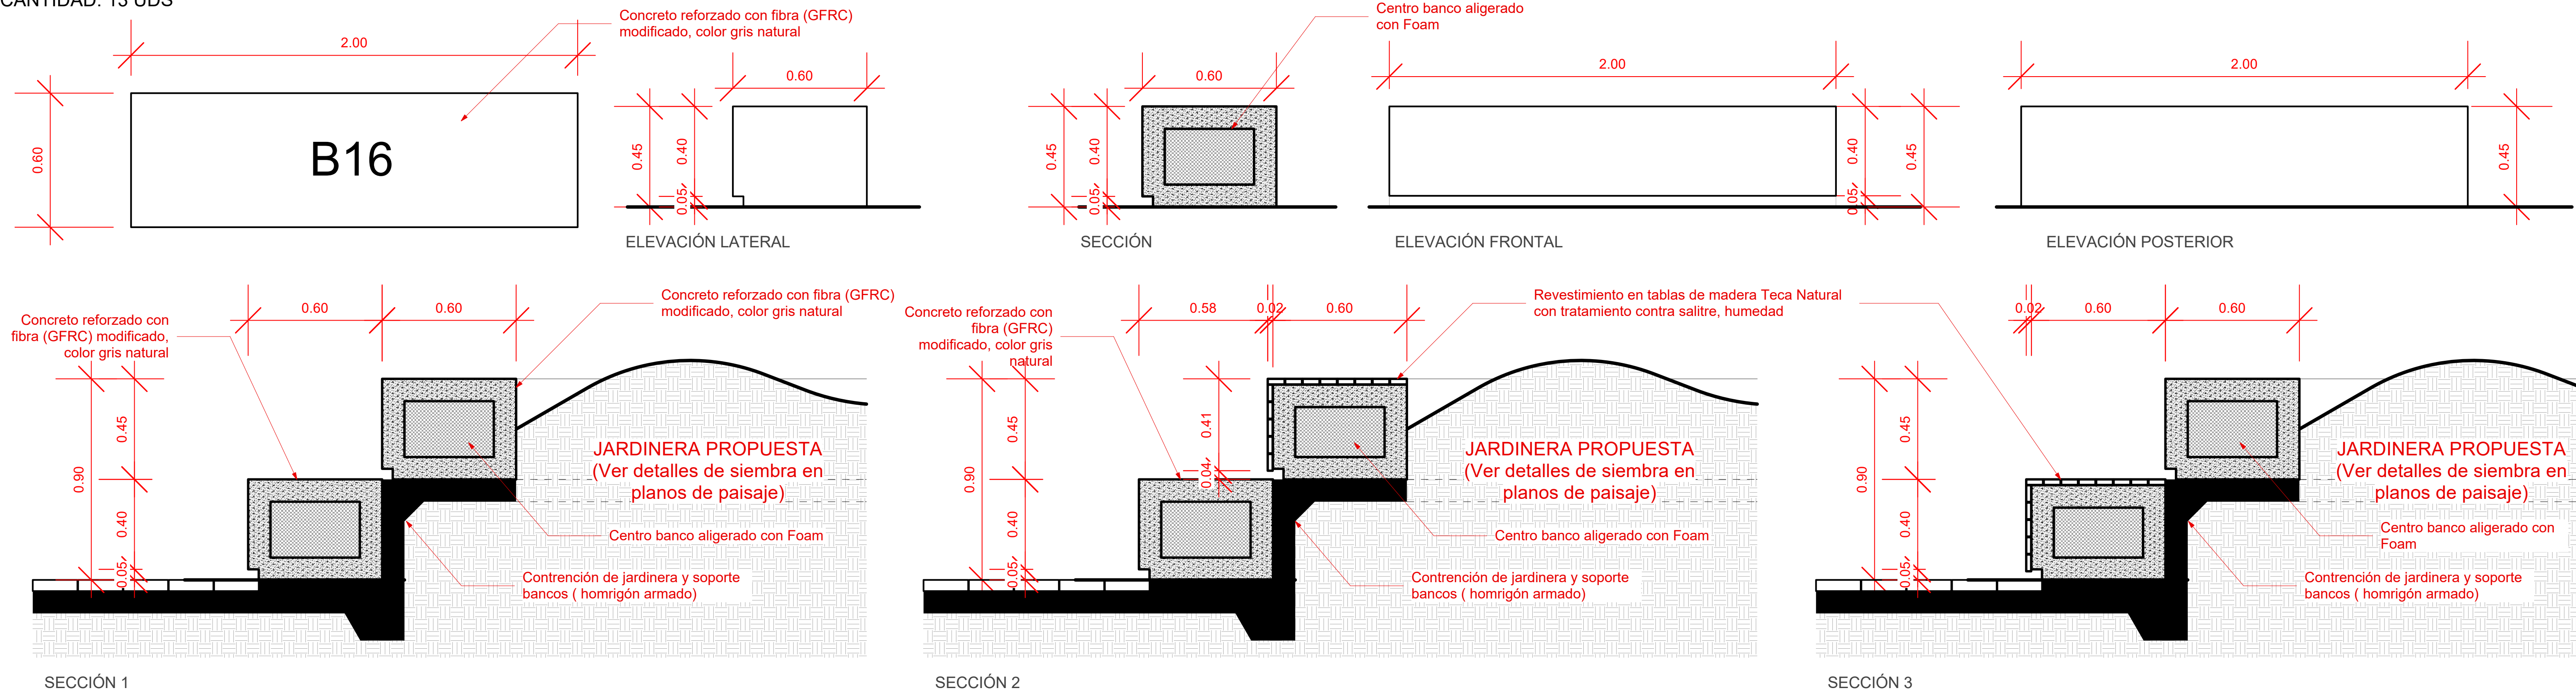 CANTIDAD: 13 UDS
2.00
0.60
B16
Concreto reforzado con fibra (GFRC)
modificado, color gris natural
0.60
0.45
0.40
0.05
ELEVACIÓN LATERAL
Centro banco aligerado
con Foam
0.60
0.45
0.40
0.05
SECCIÓN
2.00
0.40
0.05
0.45
ELEVACIÓN FRONTAL
2.00
0.45
ELEVACIÓN POSTERIOR
Concreto reforzado con
fibra (GFRC) modificado,
color gris natural
0.60
0.60
Concreto reforzado con fibra (GFRC)
modificado, color gris natural
0.90
0.45
0.40
0.05
JARDINERA PROPUESTA
(Ver detalles de siembra en
planos de paisaje)
Centro banco aligerado con Foam
Contrención de jardinera y soporte
bancos ( homrigón armado)
SECCIÓN 1
Concreto reforzado con
fibra (GFRC)
modificado, color gris
natural
0.58
0.02
0.60
Revestimiento en tablas de madera Teca Natural
con tratamiento contra salitre, humedad
0.90
0.45
0.40
0.05
0.41
0.04
JARDINERA PROPUESTA
(Ver detalles de siembra en
planos de paisaje)
Centro banco aligerado con Foam
Contrención de jardinera y soporte
bancos ( homrigón armado)
SECCIÓN 2
0.02
0.60
0.60
0.90
0.45
0.40
0.05
JARDINERA PROPUESTA
(Ver detalles de siembra en
planos de paisaje)
Centro banco aligerado con
Foam
Contrención de jardinera y soporte
bancos ( homrigón armado)
SECCIÓN 3